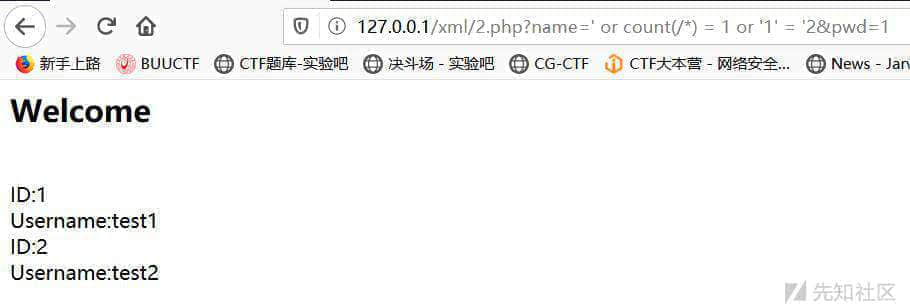 127.0.0.1/xml/2.php?name=' or count(/*) = 1 or '1' = '2&pwd=1
新手上路 BUUCTF CTF题库-实验吧 决斗场 - 实验吧 CG-CTF CTF大本营 - 网络安全... News - Jarv
Welcome
ID:1
Username:test1
ID:2
Username:test2
先知社区